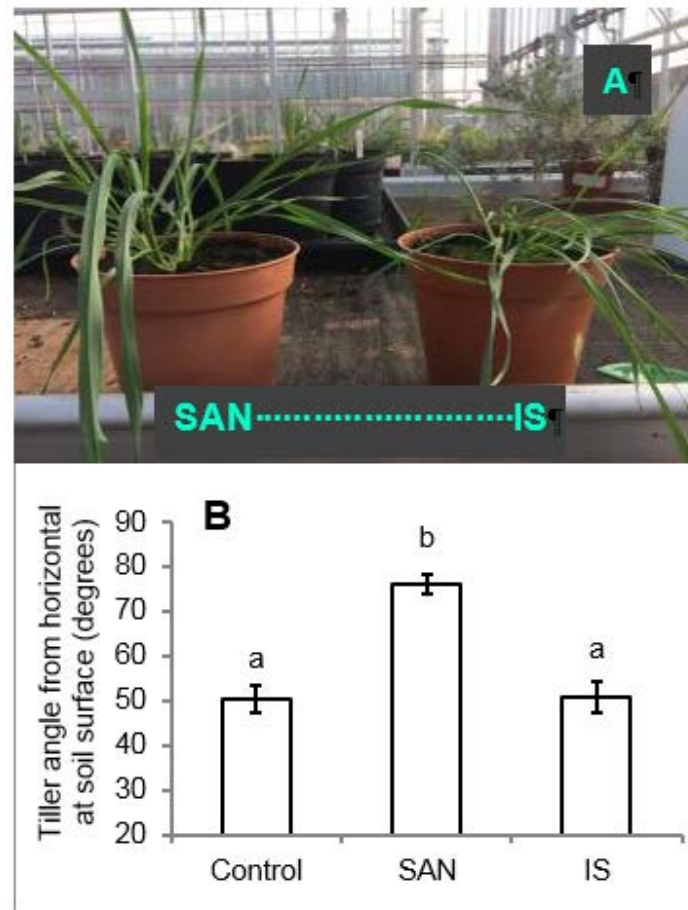 A¶
SAN························IS¶
B
Tiller angle from horizontal
at soil surface (degrees)
90
80
70
60
50
40
30
20
a
b
a
Control SAN IS